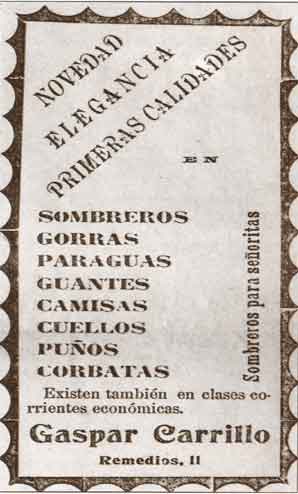 NOVEDAD
ELEGANCIA
PRIMERAS CALIDADES
EN
SOMBREROS
GORRAS
PARAGUAS
GUANTES
CAMISAS
CUELLOS
PUÑOS
CORBATAS
Sombreros para señoritas
Existen también en clases co-
rrientes económicas.
Gaspar Carrillo
Remedios, 11